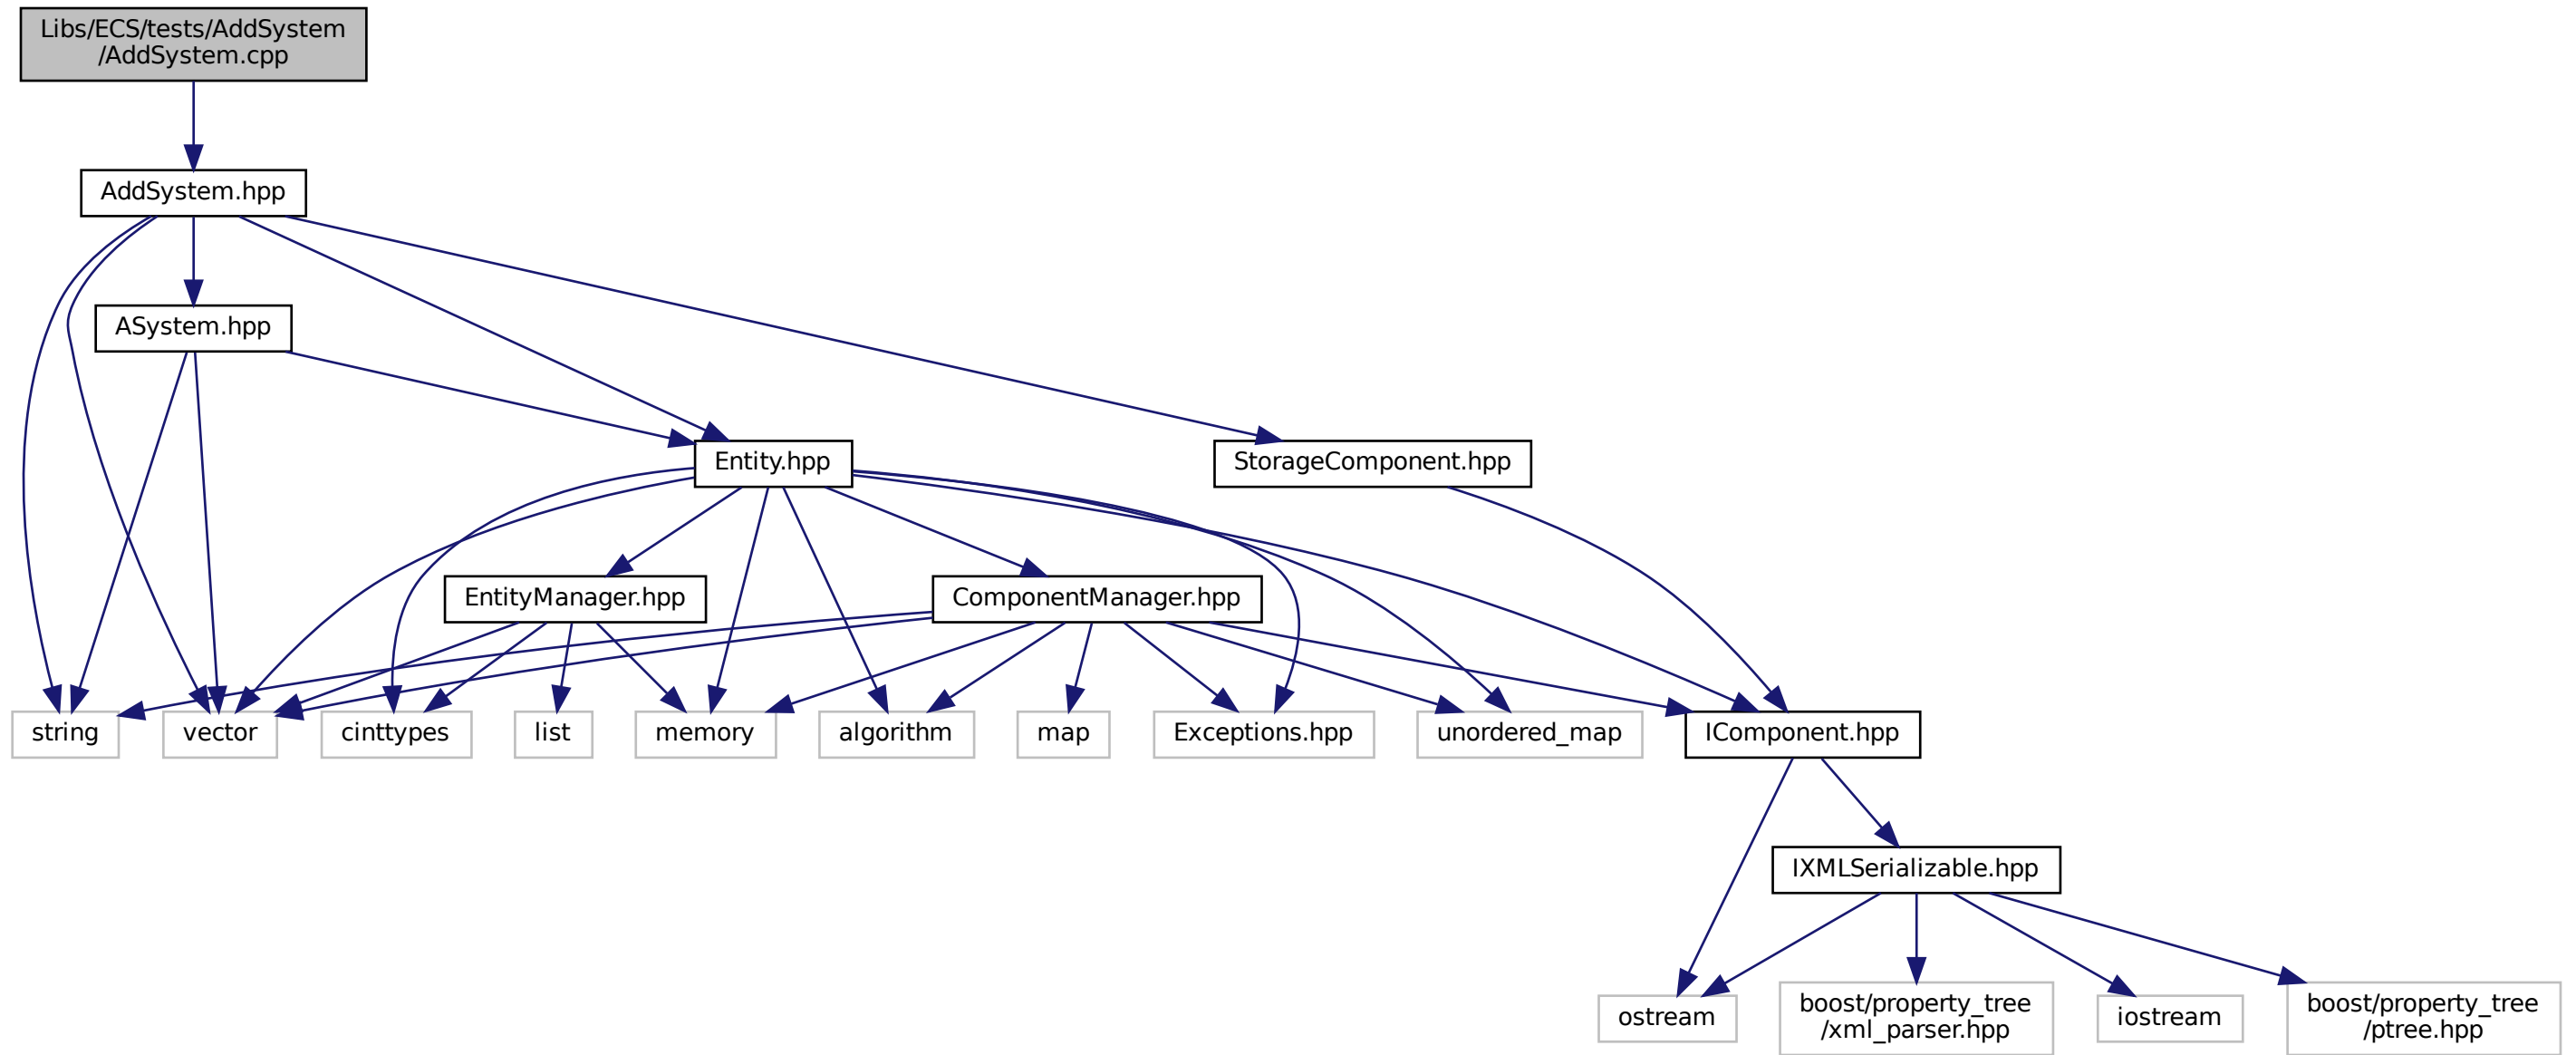 Libs/ECS/tests/AddSystem
/AddSystem.cpp
AddSystem.hpp
ASystem.hpp
Entity.hpp
StorageComponent.hpp
EntityManager.hpp
ComponentManager.hpp
string
vector
cinttypes
list
memory
algorithm
map
Exceptions.hpp
unordered_map
IComponent.hpp
IXMLSerializable.hpp
ostream
boost/property_tree
/xml_parser.hpp
iostream
boost/property_tree
/ptree.hpp